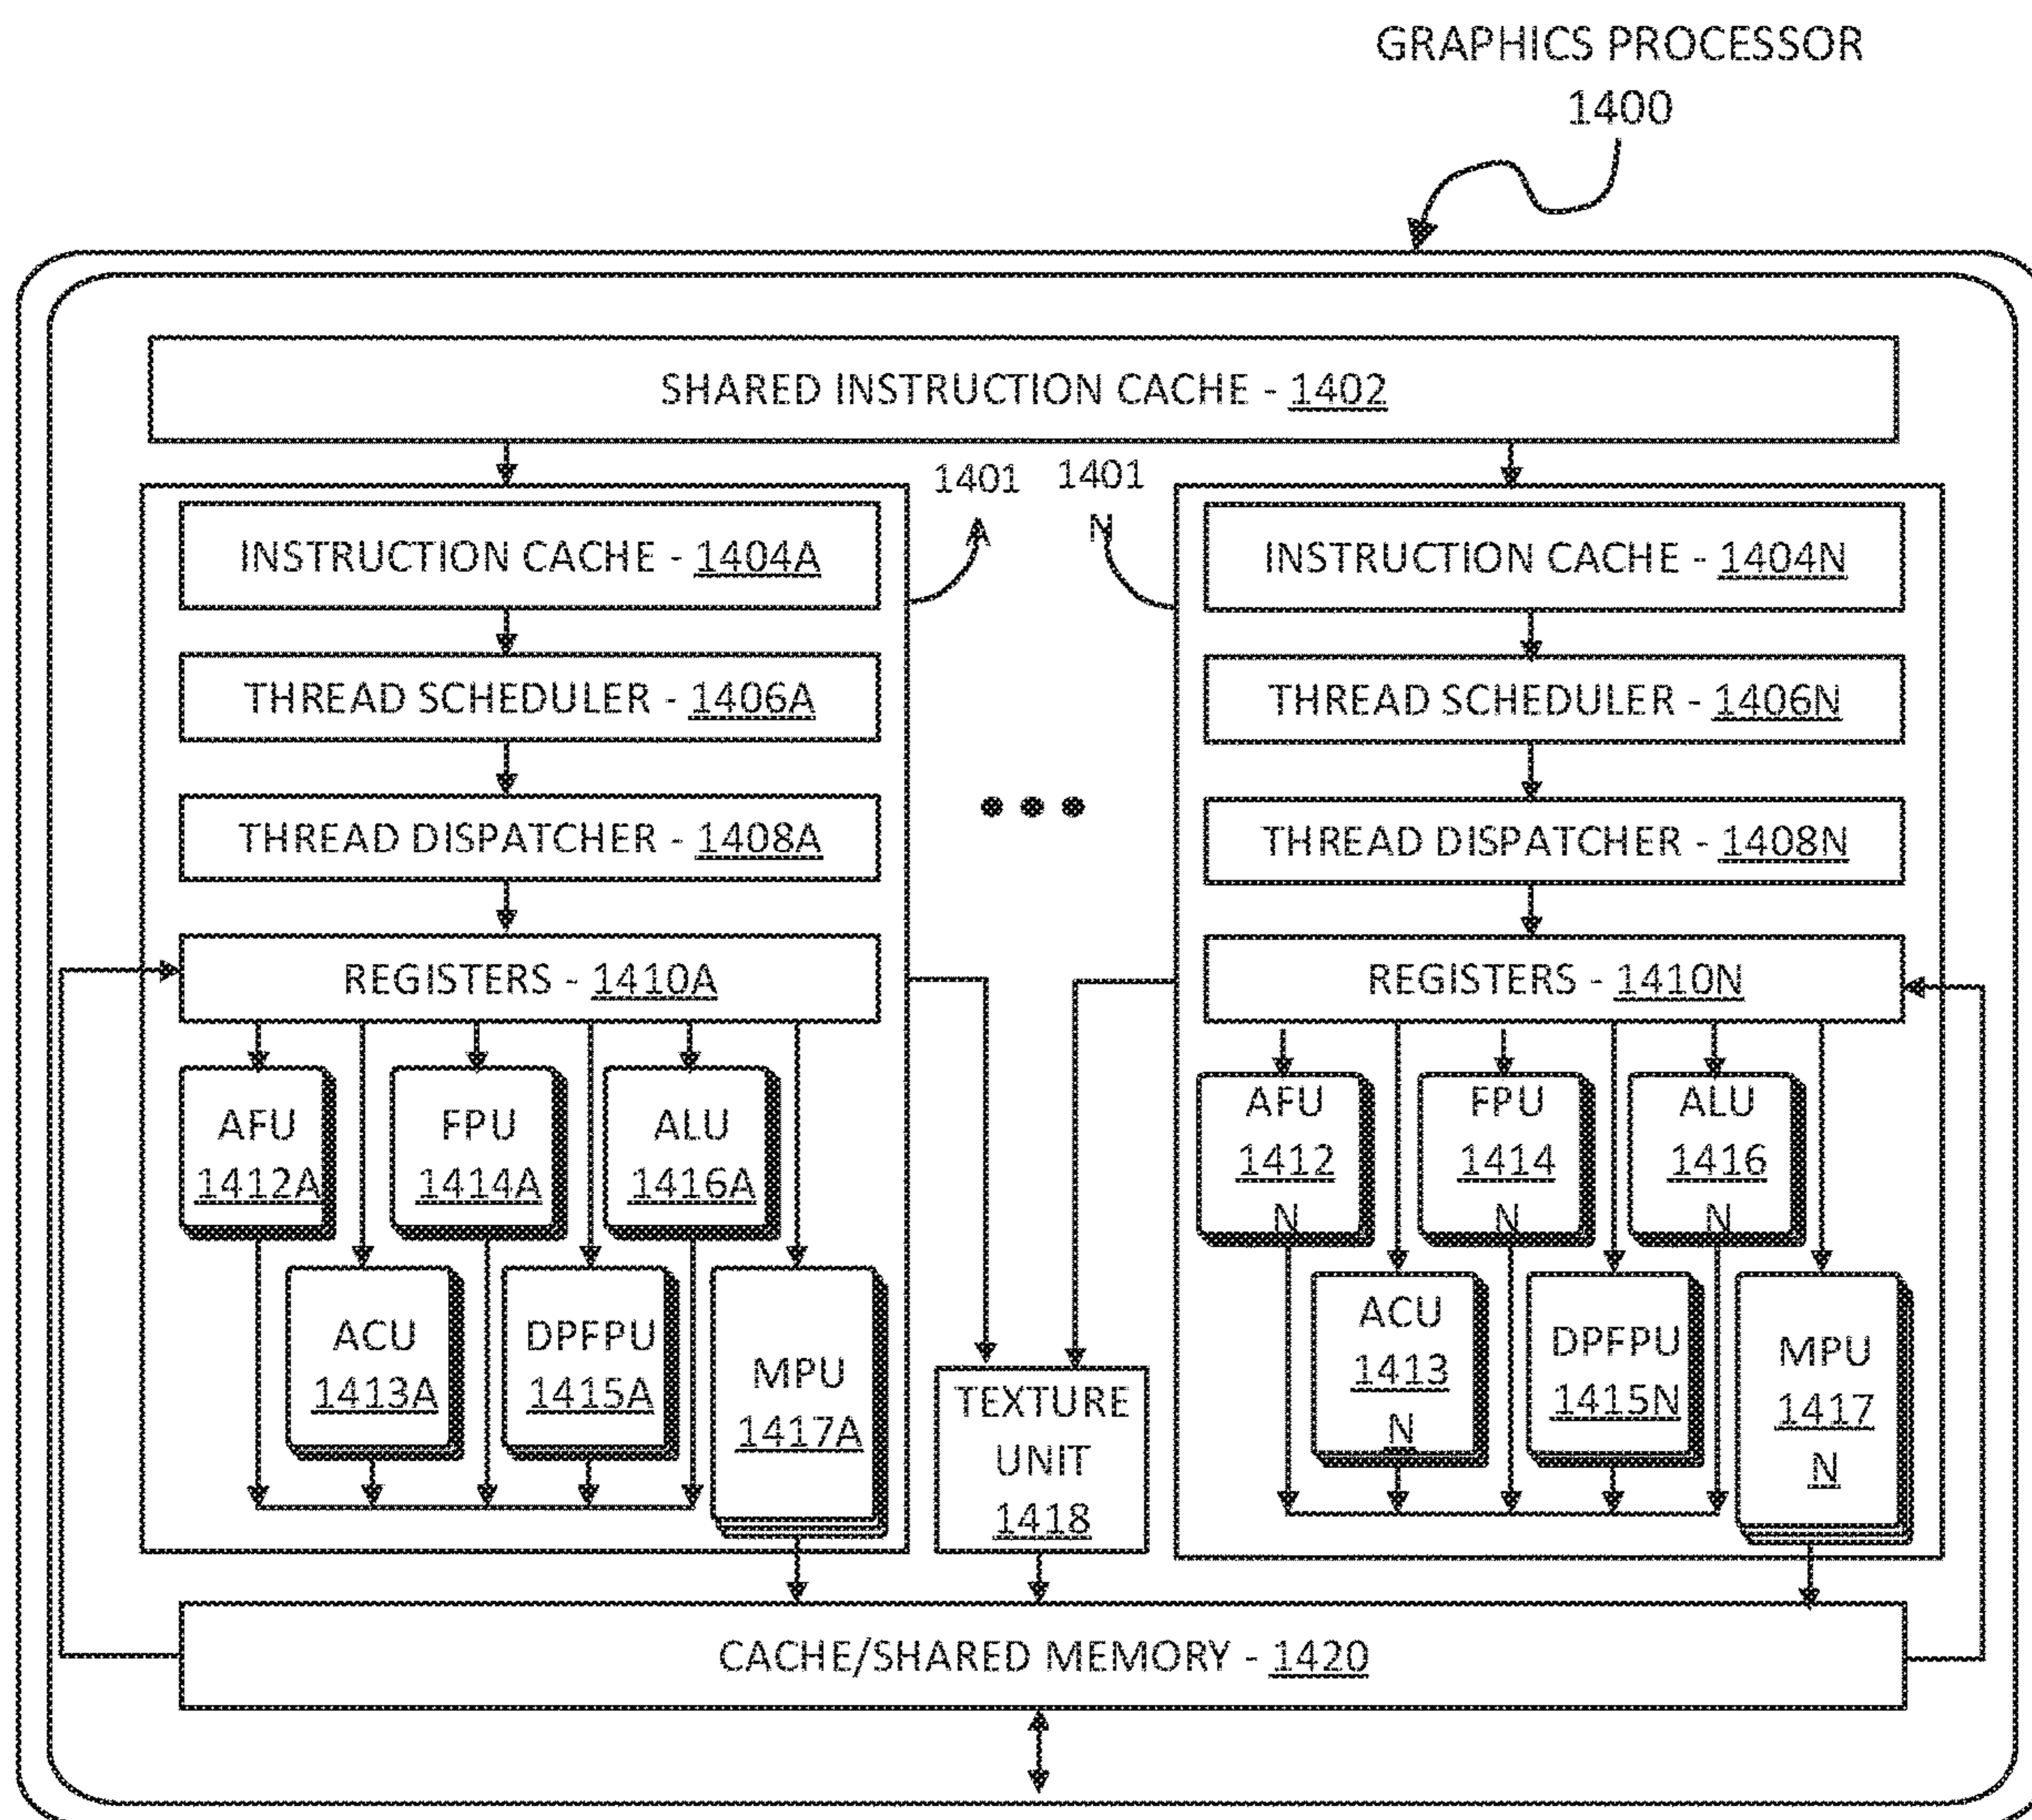 GRAPHICS PROCESSOR
1400
SHARED INSTRUCTION CACHE - 1402
1401
A
1401
N
INSTRUCTION CACHE - 1404A
THREAD SCHEDULER - 1406A
THREAD DISPATCHER - 1408A
REGISTERS - 1410A
AFU
1412A
FPU
1414A
ALU
1416A
ACU
1413A
DPFPU
1415A
MPU
1417A
INSTRUCTION CACHE - 1404N
THREAD SCHEDULER - 1406N
THREAD DISPATCHER - 1408N
REGISTERS - 1410N
AFU
1412
N
FPU
1414
N
ALU
1416
N
ACU
1413
N
DPFPU
1415N
MPU
1417
N
TEXTURE
UNIT
1418
CACHE/SHARED MEMORY - 1420